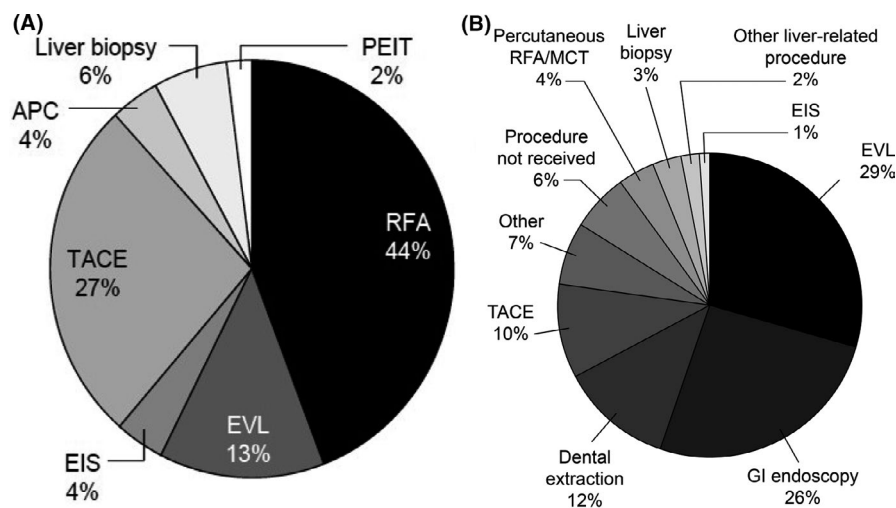 (A)
Liver biopsy
6%
PEIT
2%
APC
4%
RFA
44%
TACE
27%
EVL
13%
EIS
4%
(B)
Percutaneous
RFA/MCT
4%
Liver
biopsy
3%
Other liver-related
procedure
2%
EIS
1%
Procedure
not received
6%
EVL
29%
Other
7%
TACE
10%
Dental
extraction
12%
GI endoscopy
26%